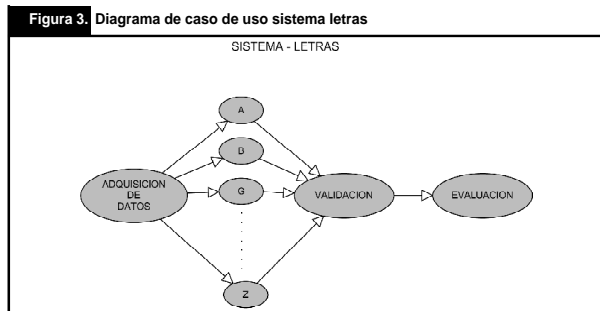 Figura 3. Diagrama de caso de uso sistema letras
SISTEMA - LETRAS
A
B
G
ADQUISICION
DE
DATOS
VALIDACION
EVALUACION
Z